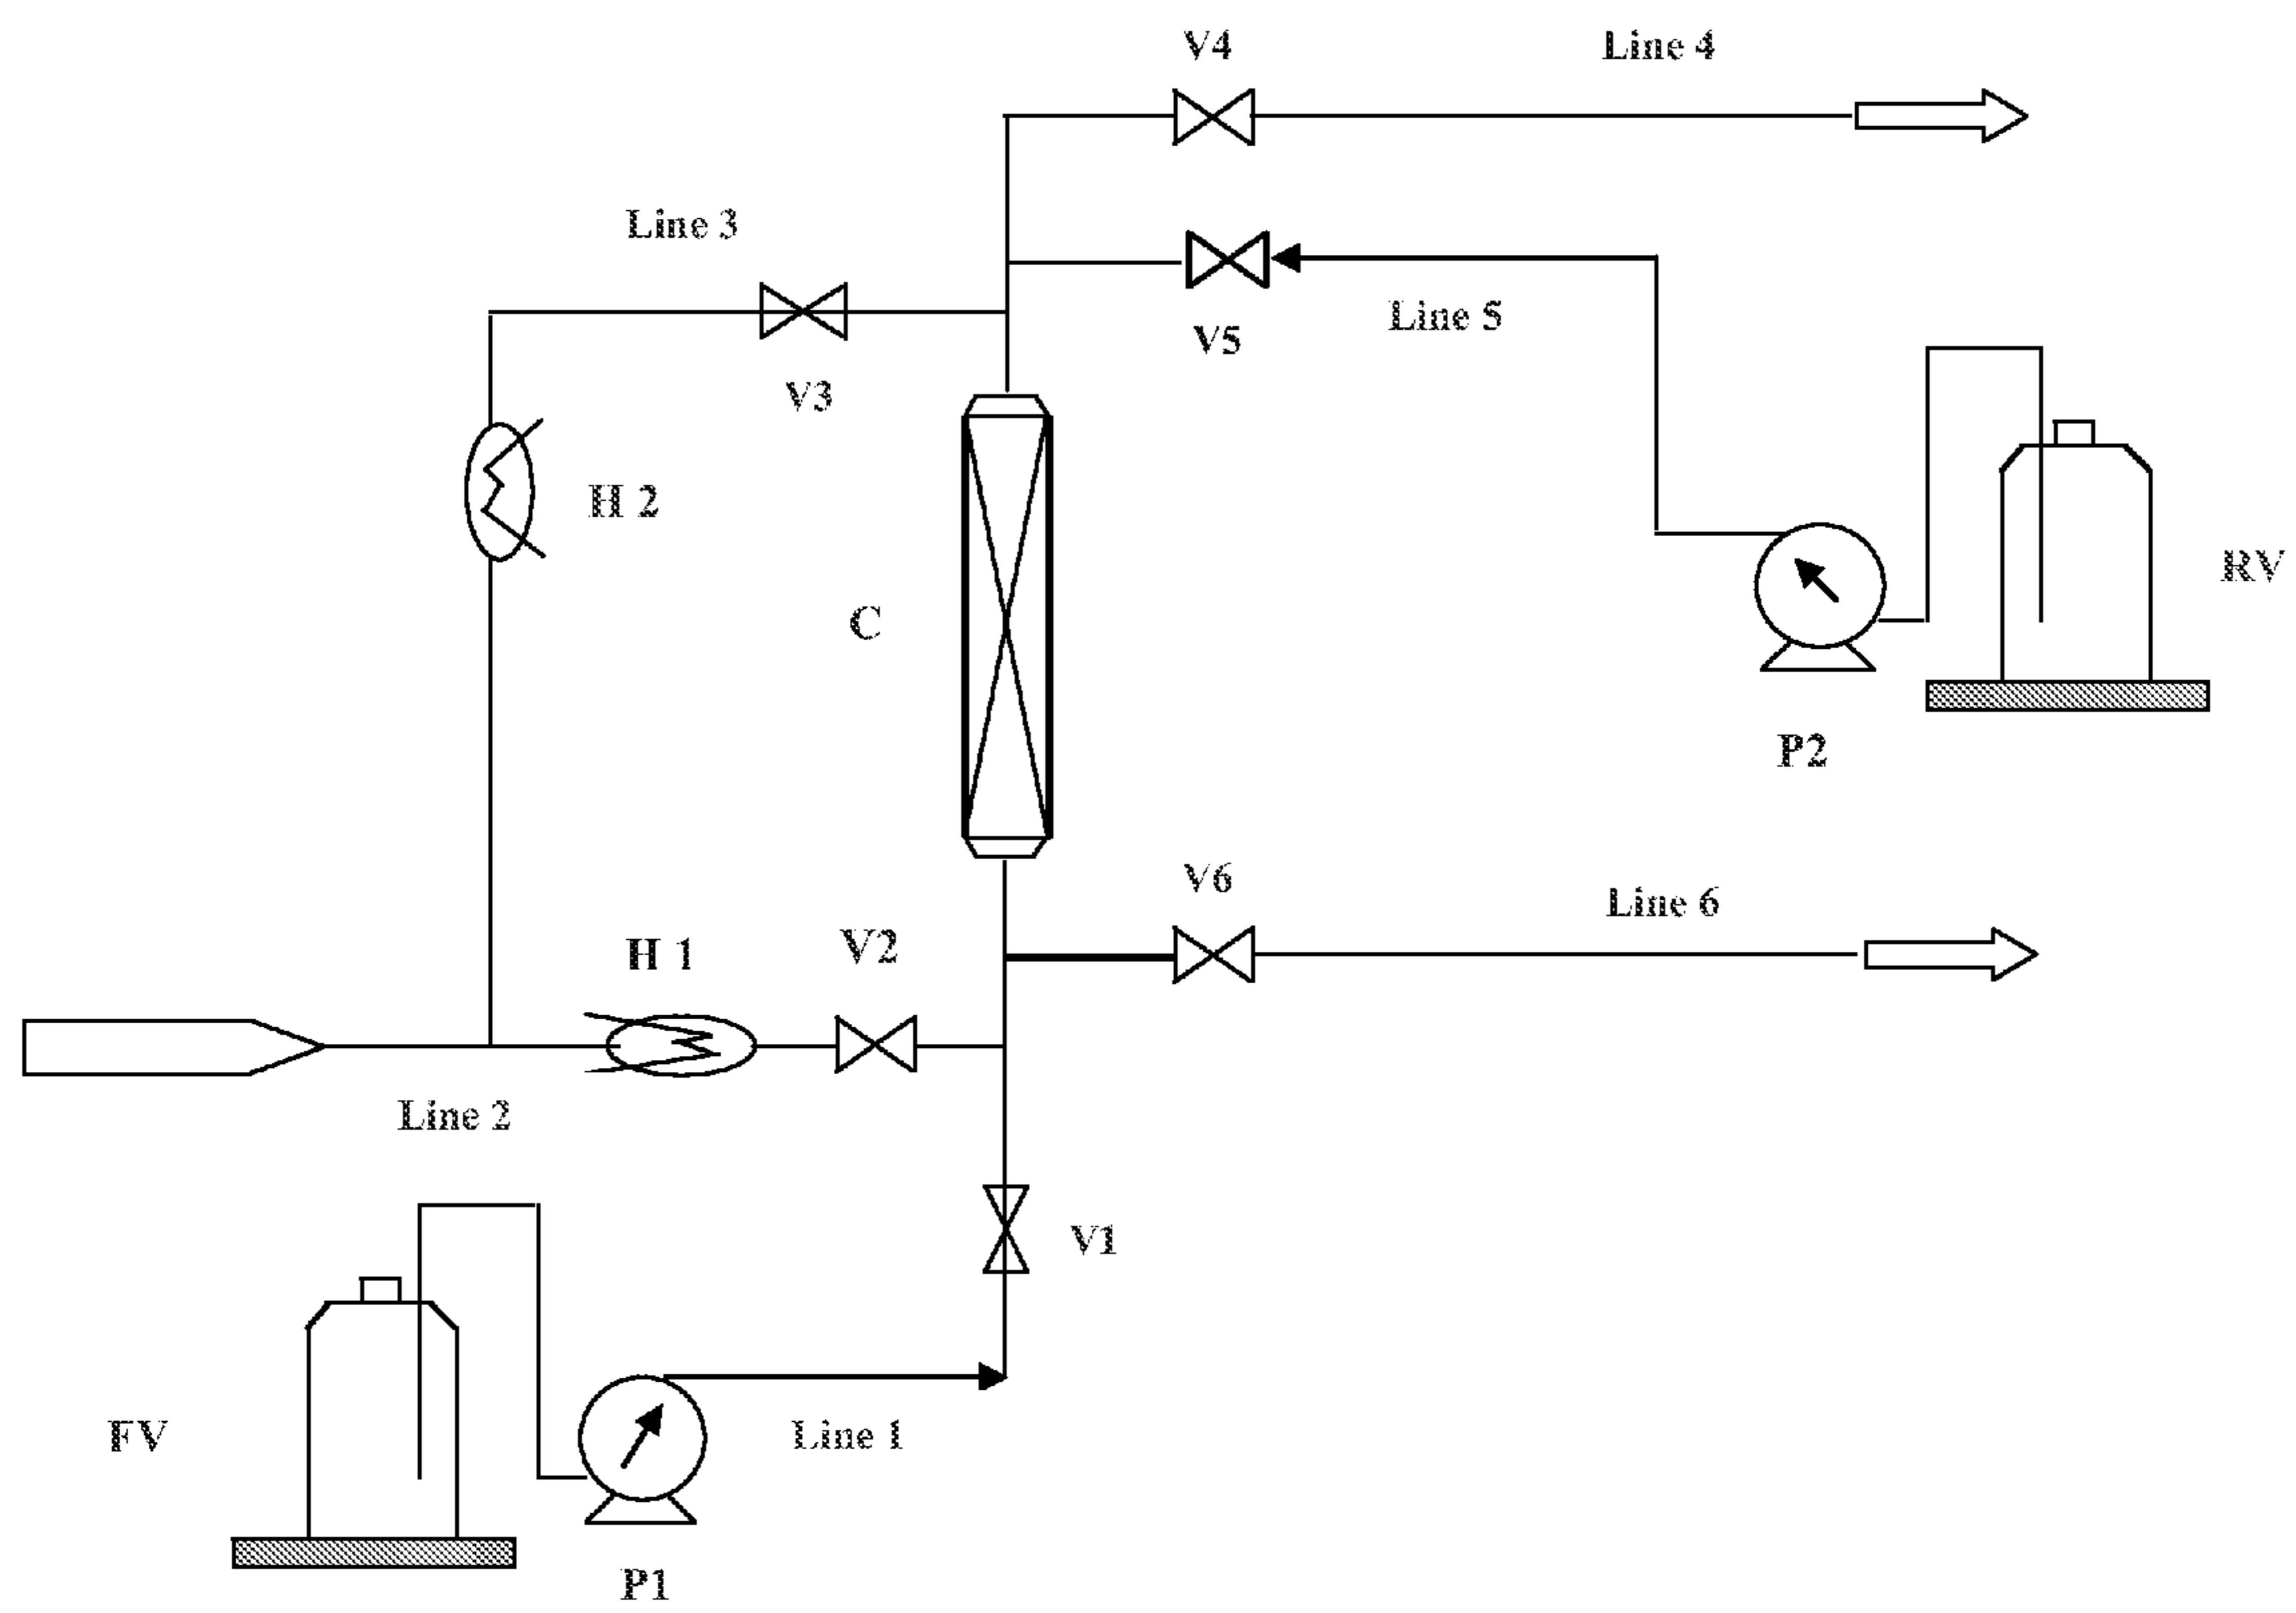 V4
Line 4
Line 3
V5
Line 5
V3
H 2
RV
C
P2
V6
Line 6
H 1
V2
Line 2
V1
FV
Line 1
P1